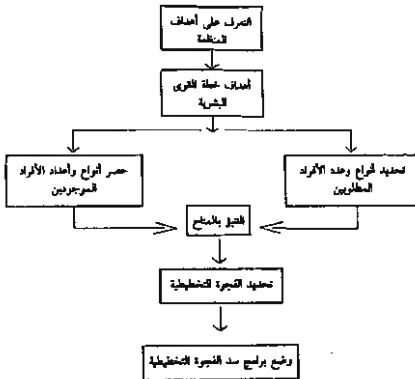 التعرف على أهداف
المنظمة
أهداف خطة القوى
البشرية
تحديد أنواع وعدد الأفراد
المطلوبين
حصر أنواع وأعداد الأفراد
الموجودين
التنبؤ بالمتاح
تحديد الفجوة التخطيطية
وضع برامج سد الفجوة التخطيطية